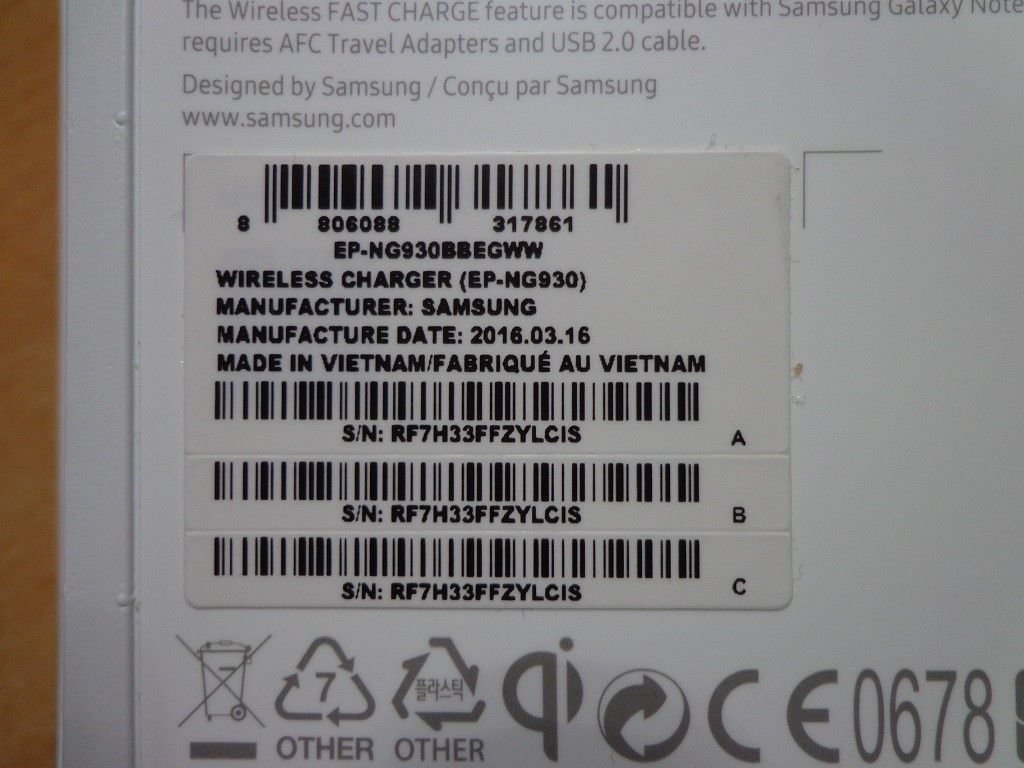 The Wireless FAST CHARGE feature is compatible with Samsung Galaxy Note
requires AFC Travel Adapters and USB 2.0 cable.
Designed by Samsung / Conçu par Samsung
www.samsung.com
8 806088 317861
EP-NG930BBEGWW
WIRELESS CHARGER (EP-NG930)
MANUFACTURER: SAMSUNG
MANUFACTURE DATE: 2016.03.16
MADE IN VIETNAM/FABRIQUÉ AU VIETNAM
S/N: RF7H33FFZYLCIS
A
S/N: RF7H33FFZYLCIS
B
S/N: RF7H33FFZYLCIS
C
7
OTHER
플라스틱
OTHER
qi
CE 0678